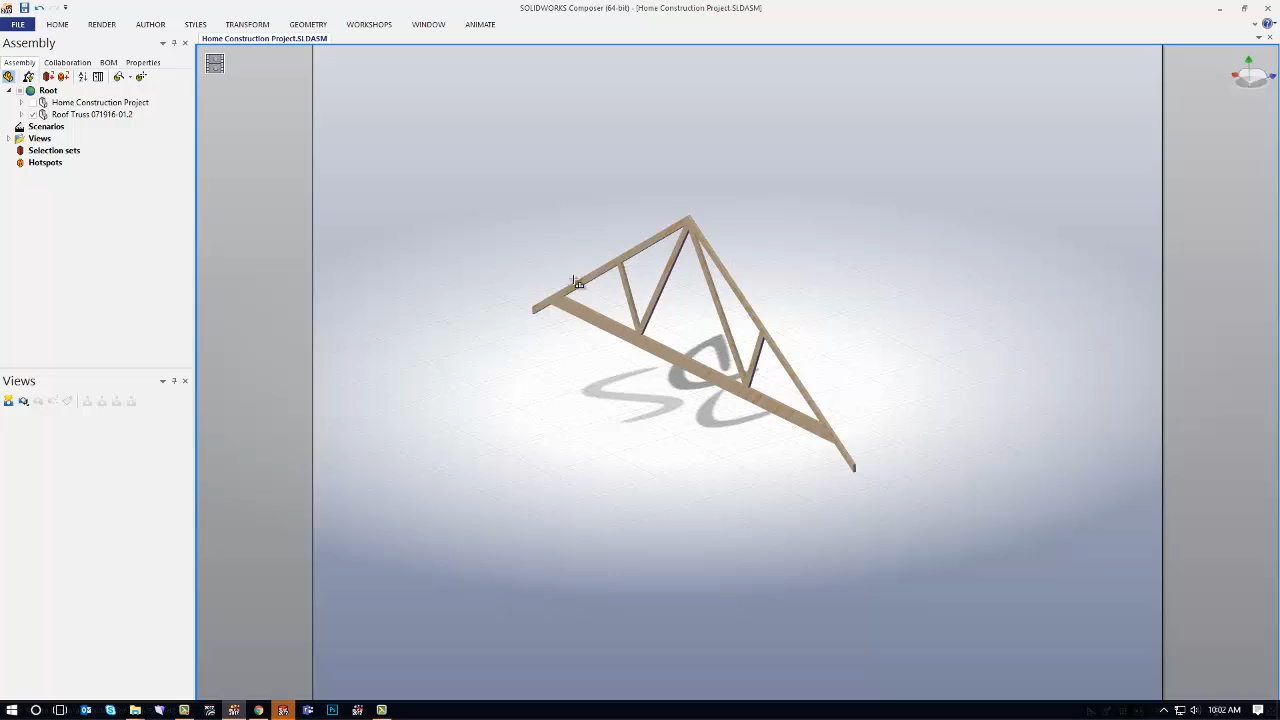 SOLIDWORKS Composer (64-bit) - [Home Construction Project.SLDASM]
FILE HOME RENDER AUTHOR STYLES TRANSFORM GEOMETRY WORKSHOPS WINDOW ANIMATE
Assembly
Home Construction Project.SLDASM
Assembly Collaboration BOM Properties
Root
Home Construction Project
Roof Truss 071916-01.2
Scenarios
Views
Selection sets
Hotspots
Views
10:02 AM